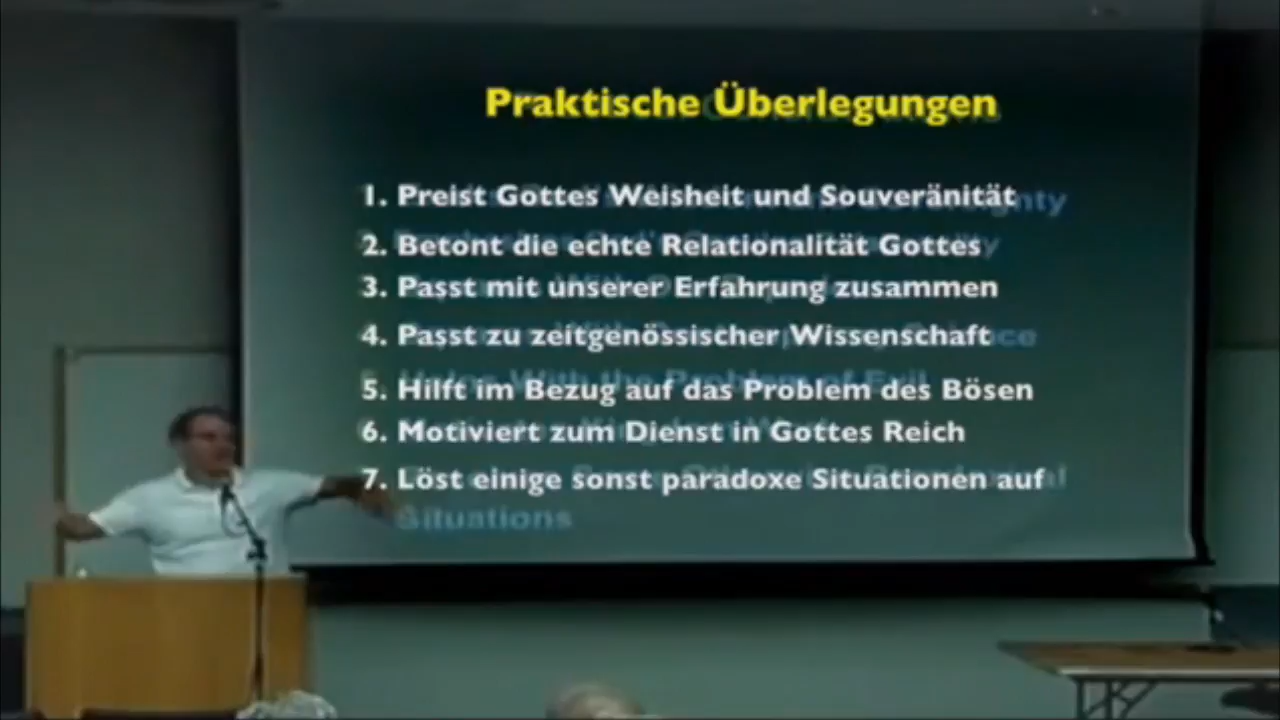 Praktische Überlegungen
1. Preist Gottes Weisheit und Souveränität
2. Betont die echte Relationalität Gottes
3. Passt mit unserer Erfahrung zusammen
4. Passt zu zeitgenössischer Wissenschaft
5. Hilft im Bezug auf das Problem des Bösen
6. Motiviert zum Dienst in Gottes Reich
7. Löst einige sonst paradoxe Situationen auf
Situations